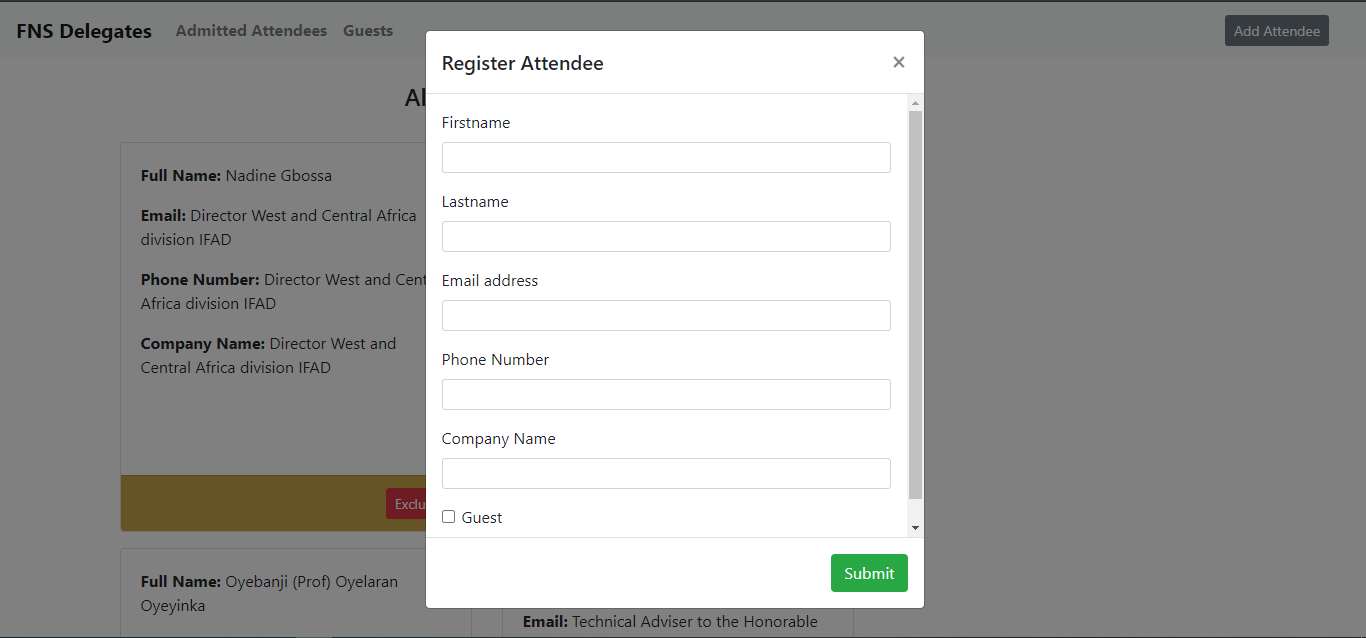 FNS Delegates Admitted Attendees Guests Add Attendee
Register Attendee
×
Firstname
Lastname
Email address
Phone Number
Company Name
Guest
Submit
Al
Full Name: Nadine Gbossa
Email: Director West and Central Africa
division IFAD
Phone Number: Director West and Cent
Africa division IFAD
Company Name: Director West and
Central Africa division IFAD
Exclu
Full Name: Oyebanji (Prof) Oyelaran
Oyeyinka
Email: Technical Adviser to the Honorable